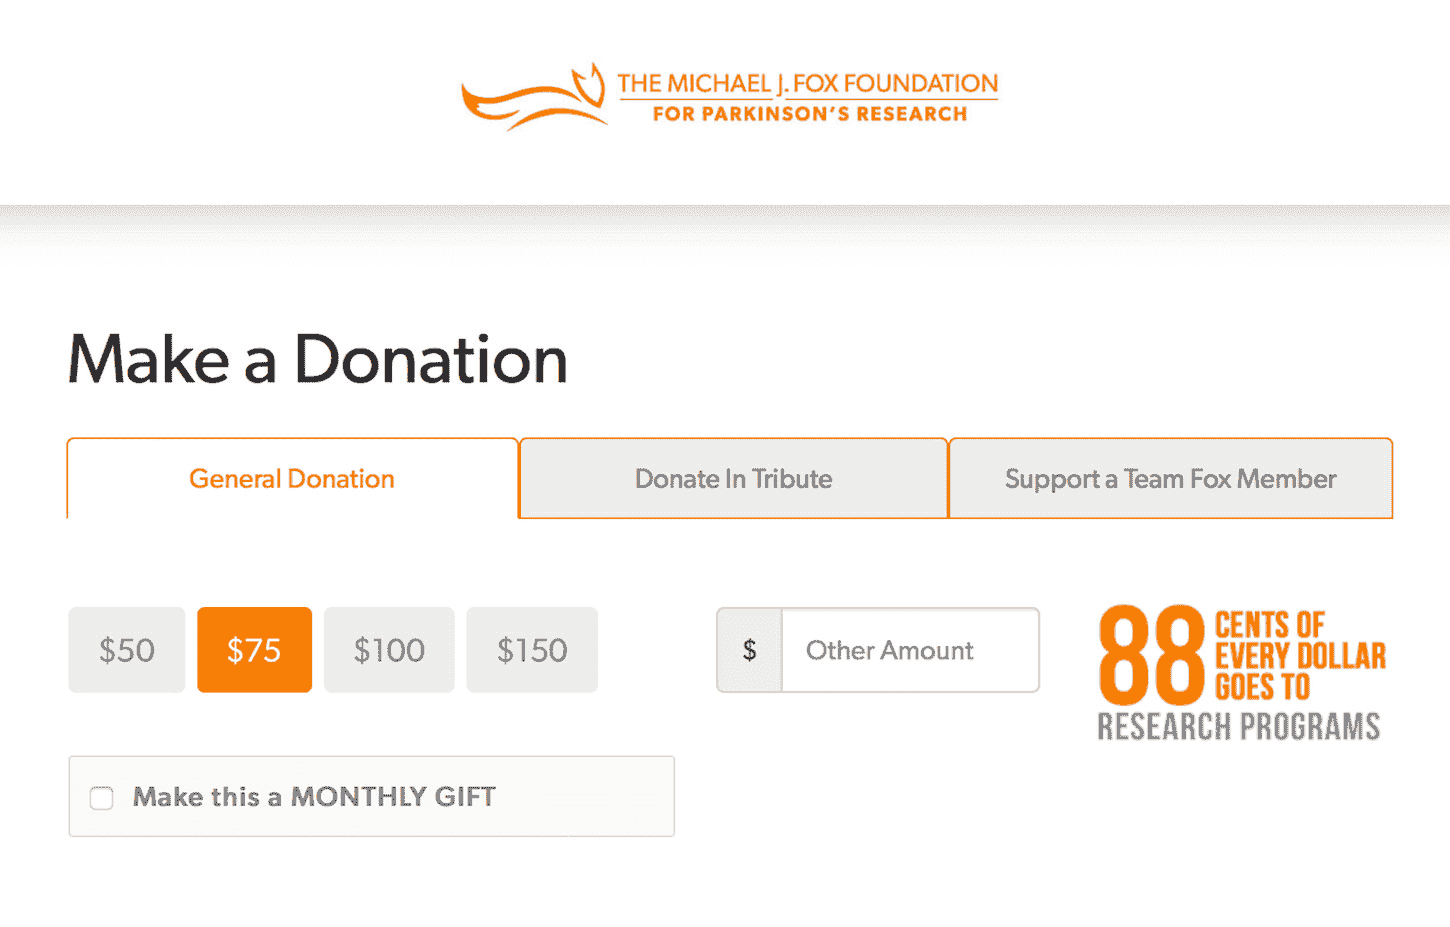 THE MICHAEL J. FOX FOUNDATION
FOR PARKINSON'S RESEARCH
Make a Donation
General Donation
Donate In Tribute
Support a Team Fox Member
$50
$75
$100
$150
$
Other Amount
88 CENTS OF
EVERY DOLLAR
GOES TO
RESEARCH PROGRAMS
Make this a MONTHLY GIFT